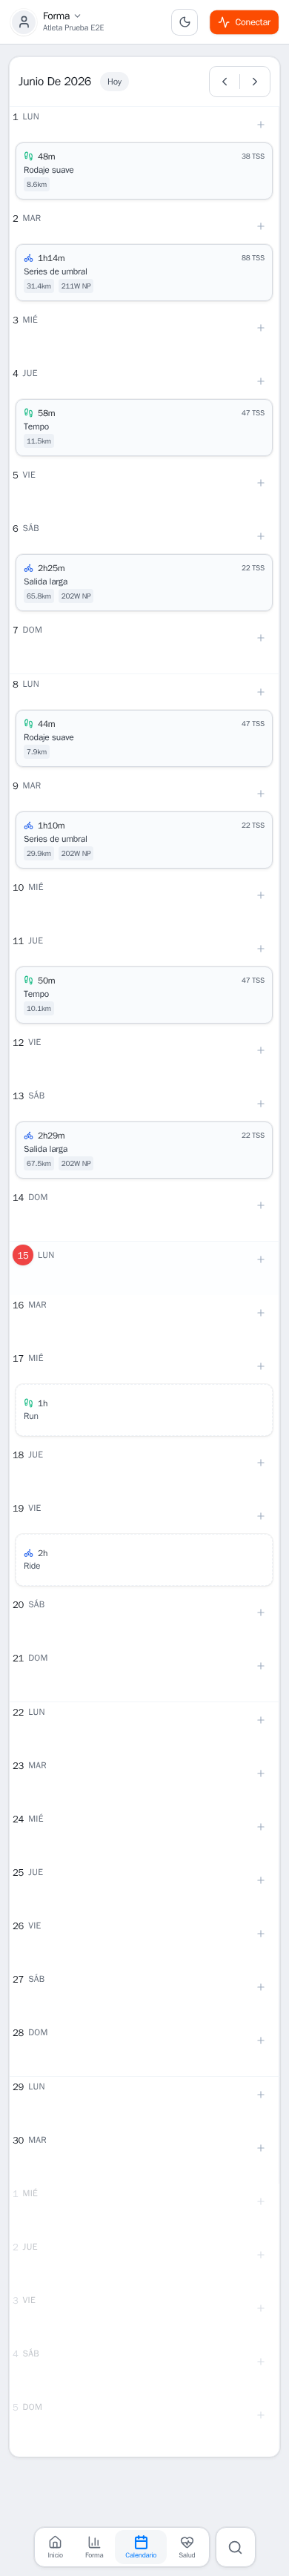 Forma
Atleta Prueba E2E
Conectar
Junio De 2026
Hoy
1 LUN
48m 38 TSS
Rodaje suave
8.6km
2 MAR
1h14m 88 TSS
Series de umbral
31.4km 211W NP
3 MIÉ
4 JUE
58m 47 TSS
Tempo
11.5km
5 VIE
6 SÁB
2h25m 22 TSS
Salida larga
65.8km 202W NP
7 DOM
8 LUN
44m 47 TSS
Rodaje suave
7.9km
9 MAR
1h10m 22 TSS
Series de umbral
29.9km 202W NP
10 MIÉ
11 JUE
50m 47 TSS
Tempo
10.1km
12 VIE
13 SÁB
2h29m 22 TSS
Salida larga
67.5km 202W NP
14 DOM
15 LUN
16 MAR
17 MIÉ
1h
Run
18 JUE
19 VIE
2h
Ride
20 SÁB
21 DOM
22 LUN
23 MAR
24 MIÉ
25 JUE
26 VIE
27 SÁB
28 DOM
29 LUN
30 MAR
1 MIÉ
2 JUE
3 VIE
4 SÁB
5 DOM
Inicio Forma Calendario Salud